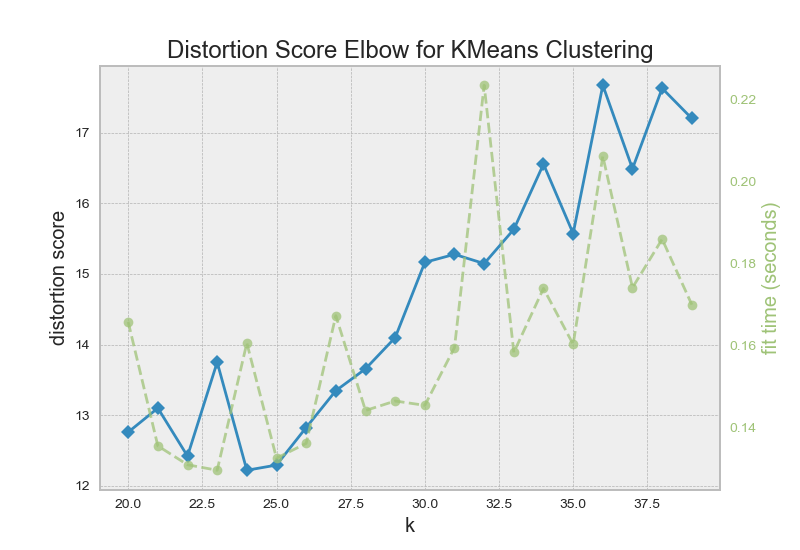 Distortion Score Elbow for KMeans Clustering
distortion score
17
16
15
14
13
12
20.0 22.5 25.0 27.5 30.0 32.5 35.0 37.5
k
0.22
0.20
0.18
0.16
0.14
fit time (seconds)